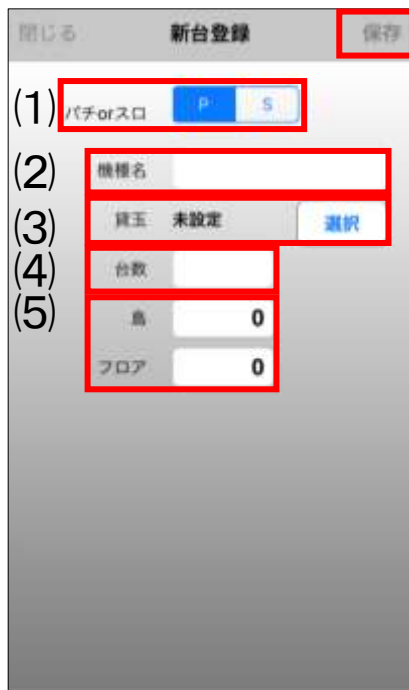 閉じる 新台登録 保存
(1) パチorスロ P S
(2) 機種名
(3) 貸玉 未設定 選択
(4) 台数
(5) 島 0
フロア 0